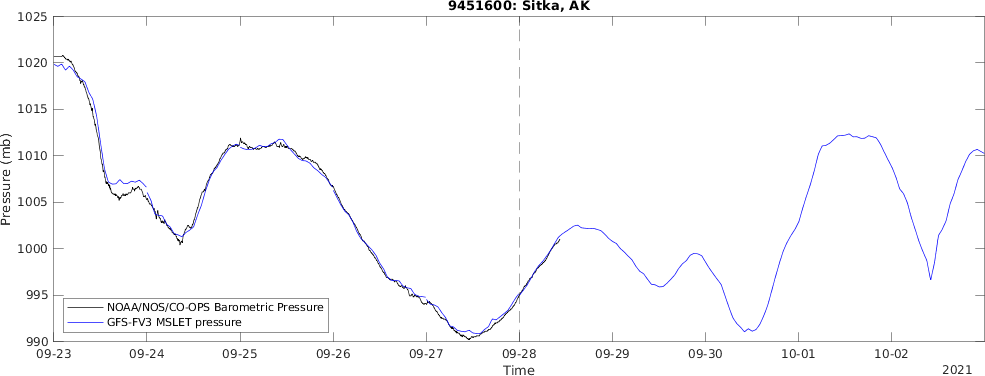 9451600: Sitka, AK
Pressure (mb)
1025
1020
1015
1010
1005
1000
995
990
NOAA/NOS/CO-OPS Barometric Pressure
GFS-FV3 MSLET pressure
09-23 09-24 09-25 09-26 09-27 09-28 09-29 09-30 10-01 10-02
Time
2021